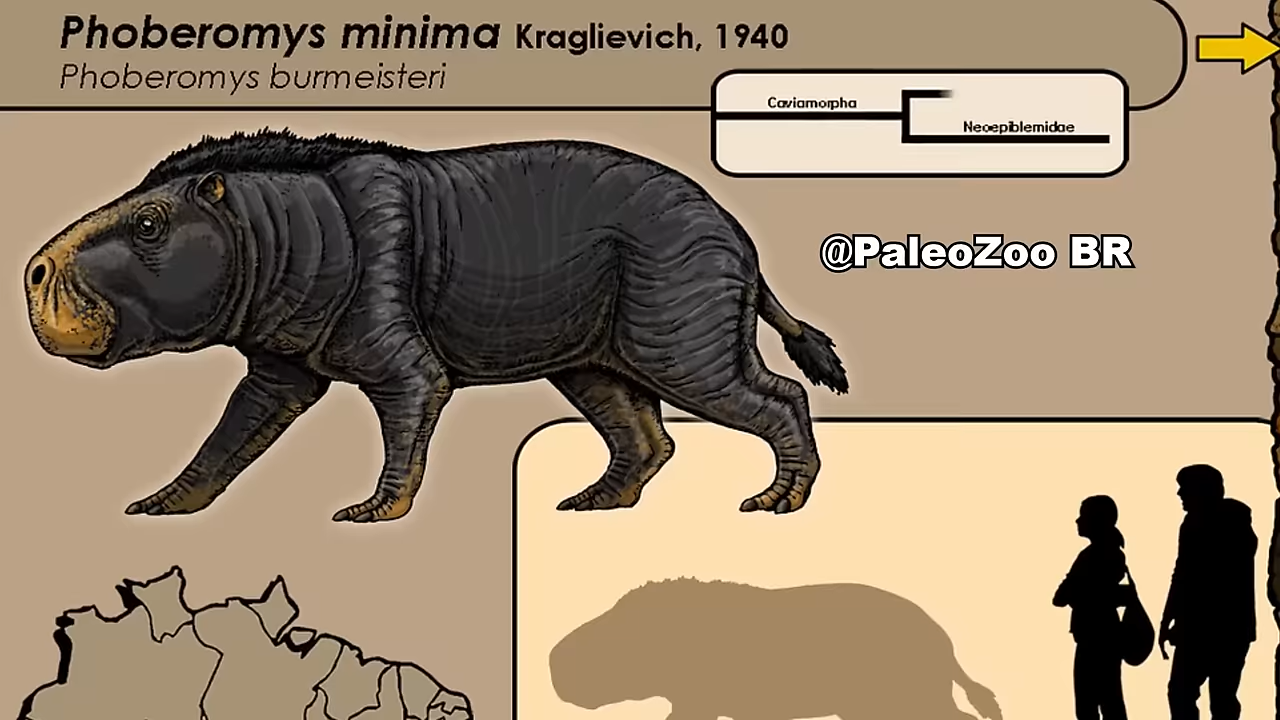 Phoberomys minima Kraglievich, 1940
Phoberomys burmeisteri
Caviamorpha
Neoepiblemidae
@PaleoZoo BR